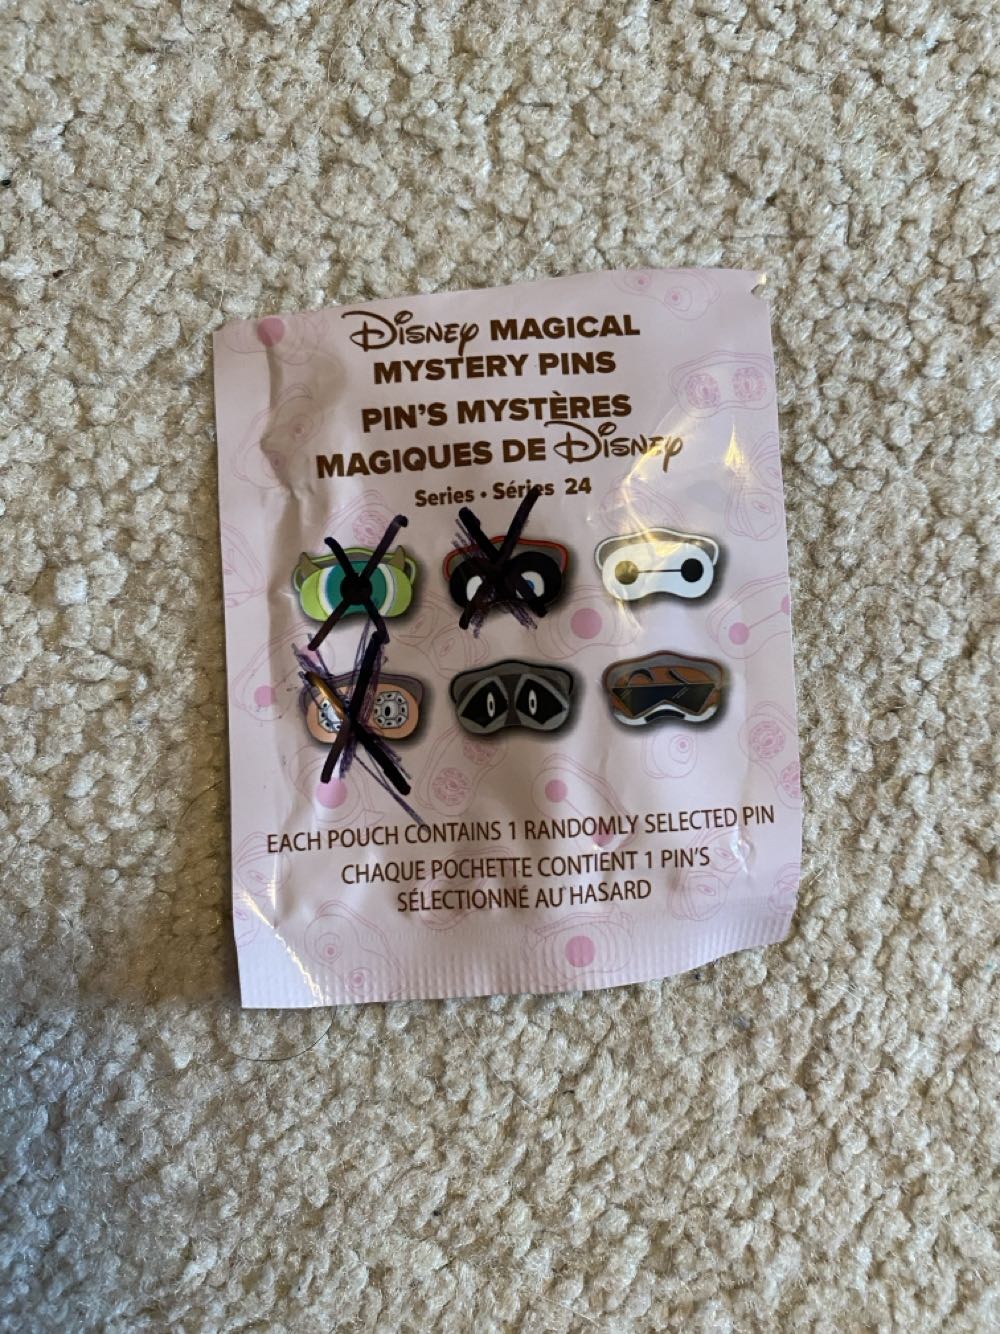 Disney MAGICAL
MYSTERY PINS
PIN'S MYSTÈRES
MAGIQUES DE Disney
Series • Séries 24
EACH POUCH CONTAINS 1 RANDOMLY SELECTED PIN
CHAQUE POCHETTE CONTIENT 1 PIN'S
SÉLECTIONNÉ AU HASARD